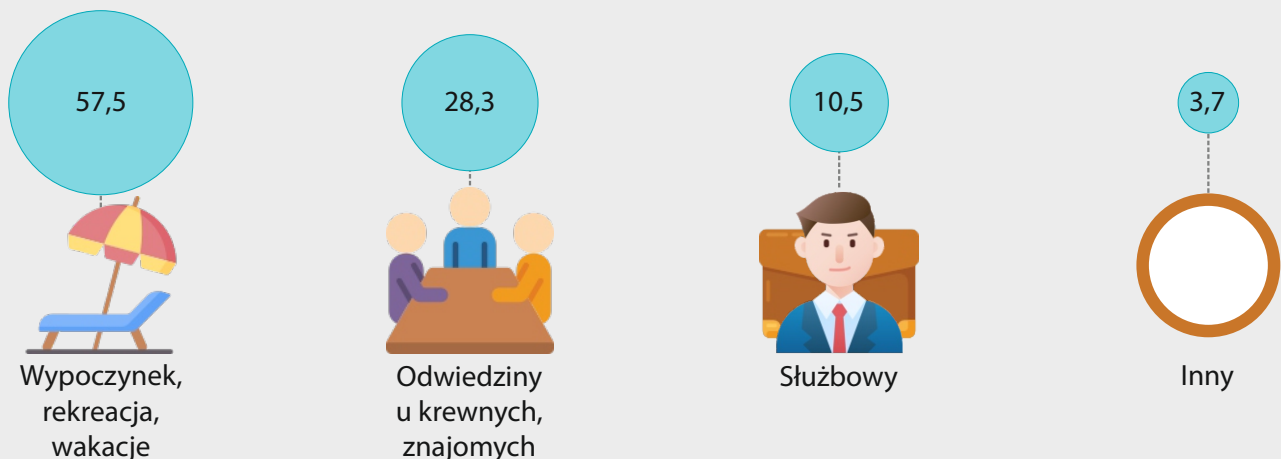 57,5
28,3
10,5
3,7
Wypoczynek,
rekreacja,
wakacje
Odwiedziny
u krewnych,
znajomych
Służbowy
Inny